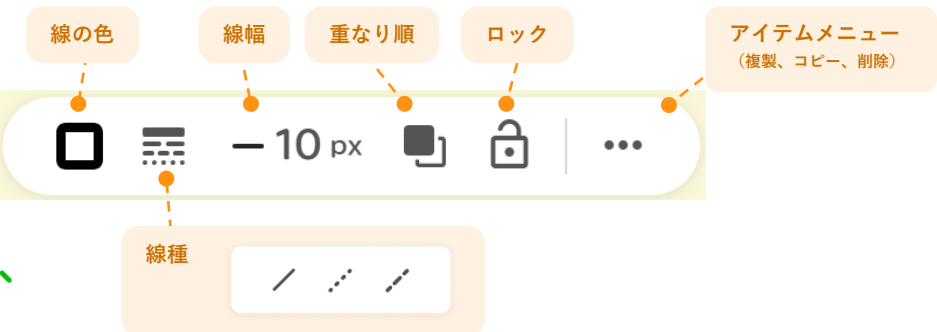 線の色
線幅
重なり順
ロック
アイテムメニュー
（複製、コピー、削除）
10 px
線種